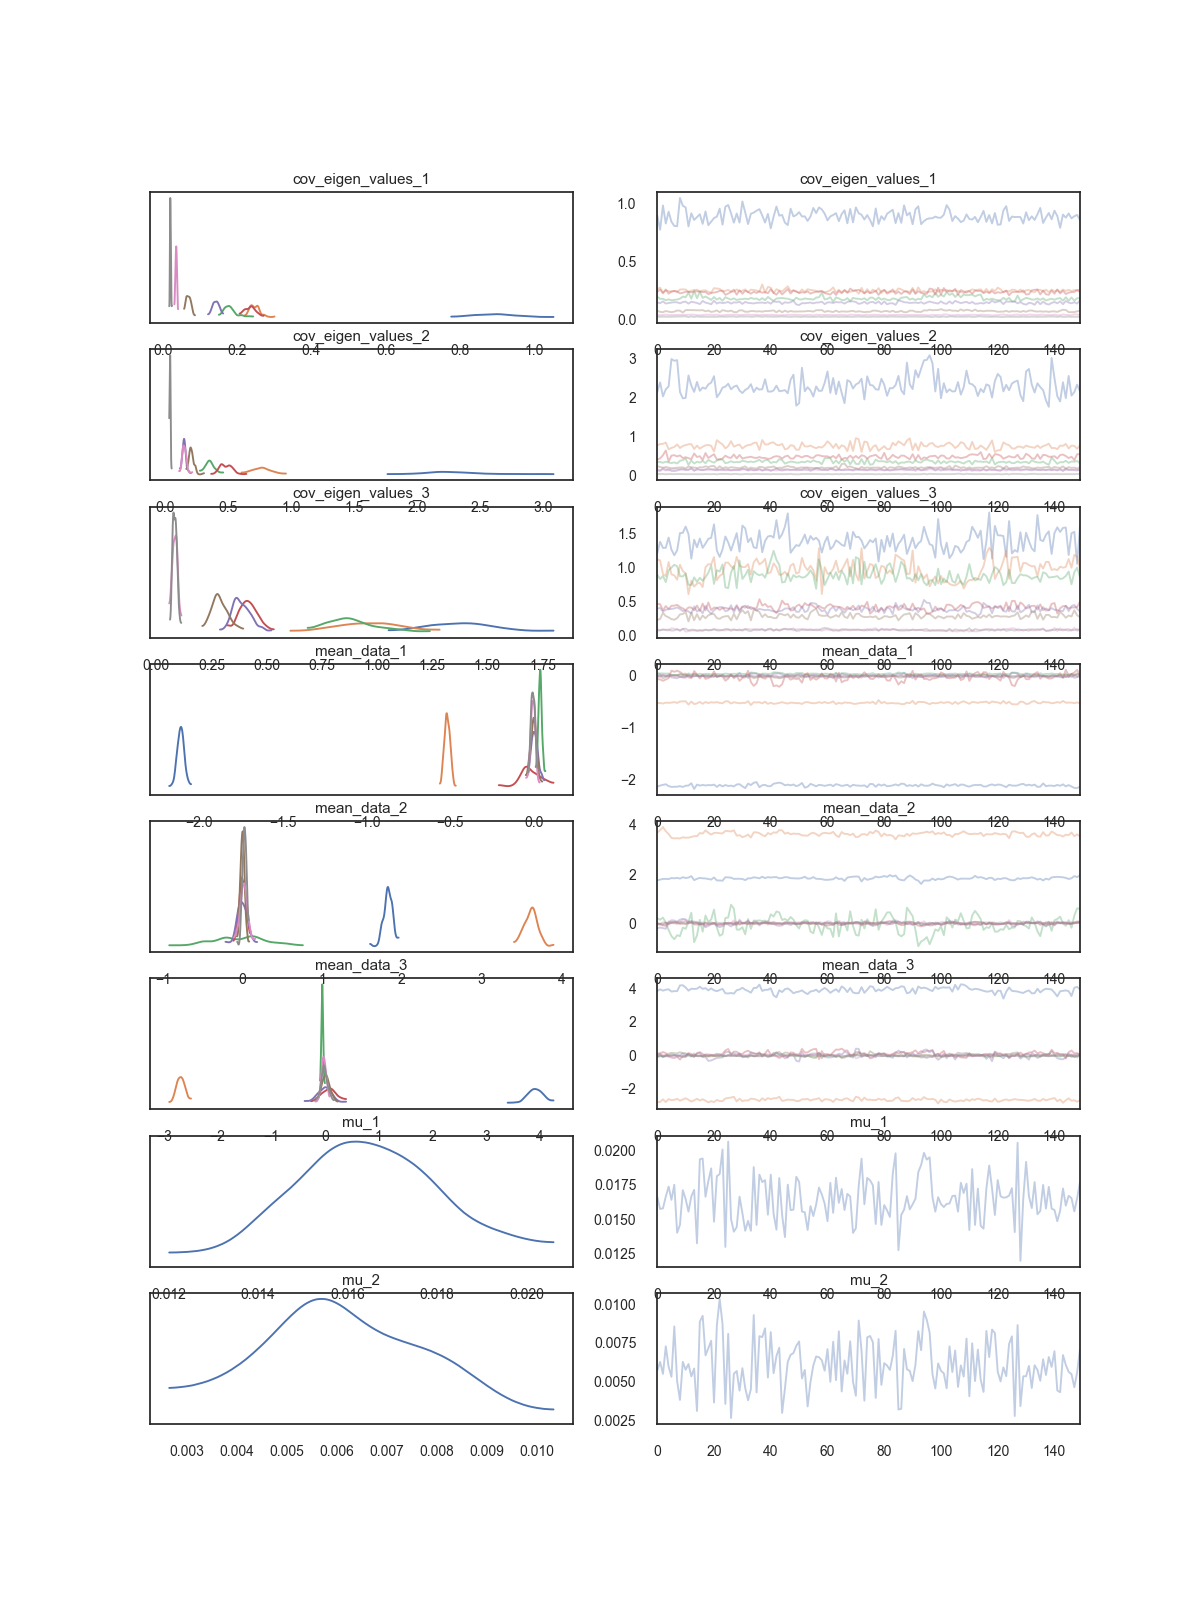 cov_eigen_values_1 cov_eigen_values_1
1.0
0.5
0.0
0.0 0.2 0.4 0.6 0.8 1.0 0 20 40 60 80 100 120 140
cov_eigen_values_2 cov_eigen_values_2
3
2
1
0
0.0 0.5 1.0 1.5 2.0 2.5 3.0 0 20 40 60 80 100 120 140
cov_eigen_values_3 cov_eigen_values_3
1.5
1.0
0.5
0.0
0.00 0.25 0.50 0.75 1.00 1.25 1.50 1.75 0 20 40 60 80 100 120 140
mean_data_1 mean_data_1
0
−1
−2
−2.0 −1.5 −1.0 −0.5 0.0 0 20 40 60 80 100 120 140
mean_data_2 mean_data_2
4
2
0
−1 0 1 2 3 4 0 20 40 60 80 100 120 140
mean_data_3 mean_data_3
4
2
0
−2
−3 −2 −1 0 1 2 3 4 0 20 40 60 80 100 120 140
mu_1 mu_1
0.0200
0.0175
0.0150
0.0125
0.012 0.014 0.016 0.018 0.020 0 20 40 60 80 100 120 140
mu_2 mu_2
0.0100
0.0075
0.0050
0.0025
0.003 0.004 0.005 0.006 0.007 0.008 0.009 0.010 0 20 40 60 80 100 120 140